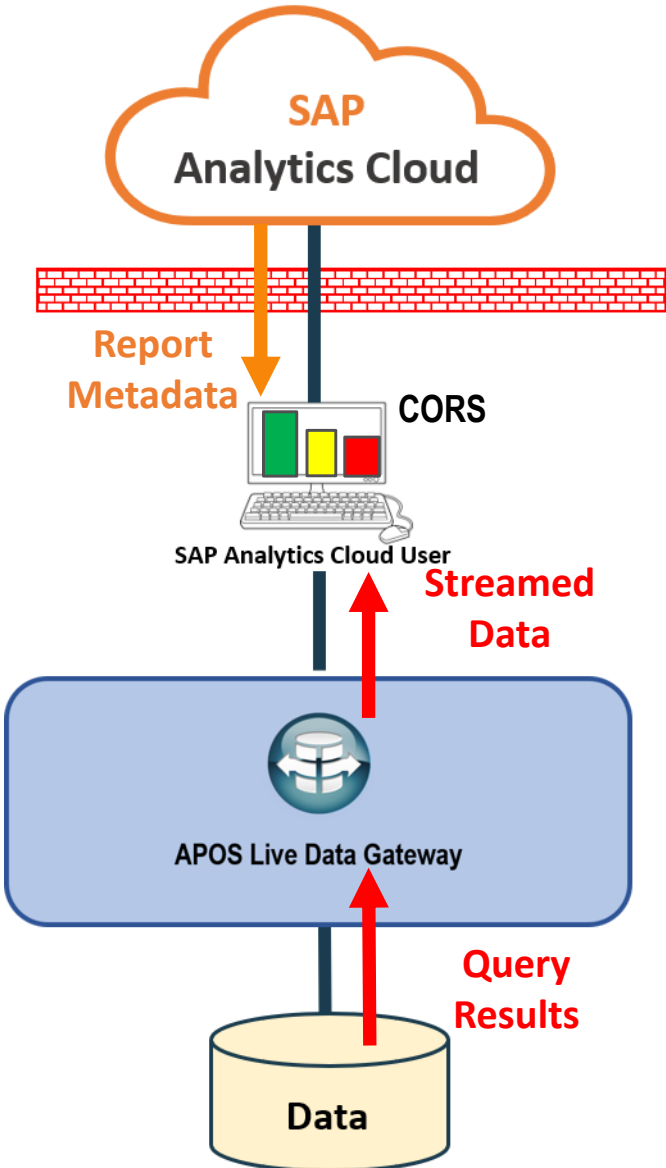 SAP
Analytics Cloud
Report
Metadata
CORS
SAP Analytics Cloud User
Streamed
Data
APOS Live Data Gateway
Query
Results
Data